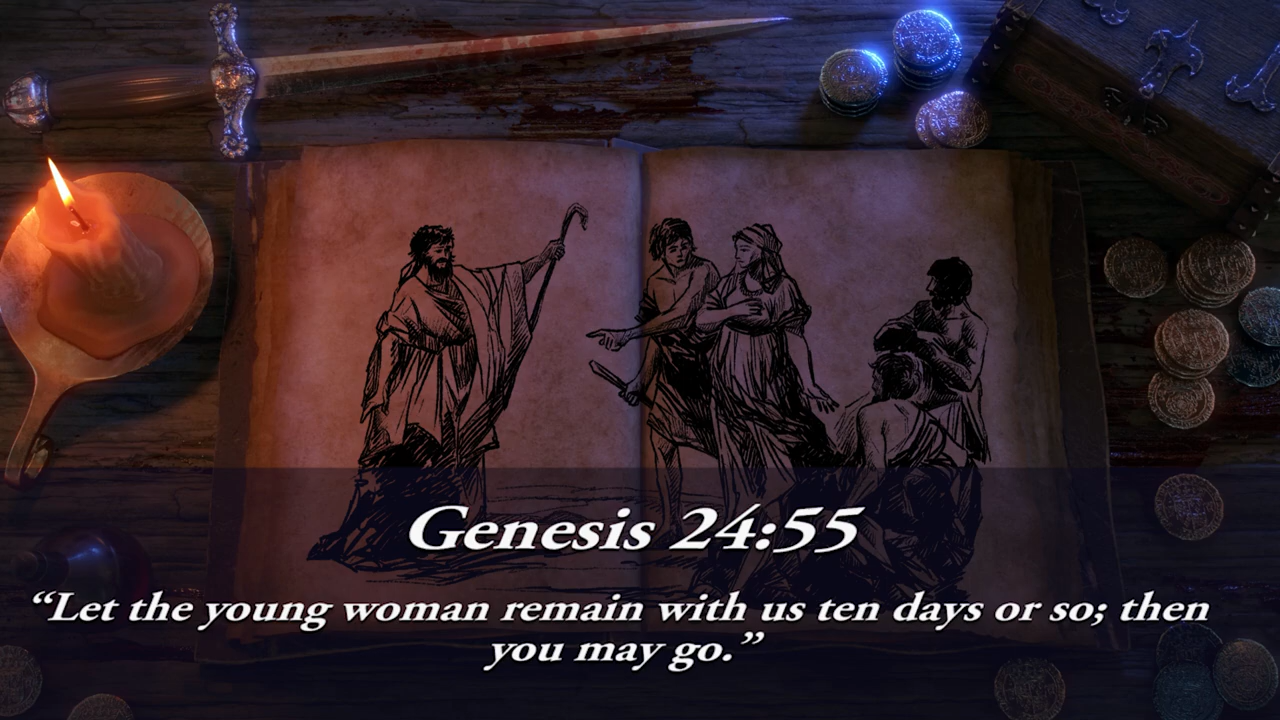 Genesis 24:55
“Let the young woman remain with us ten days or so; then
you may go.”